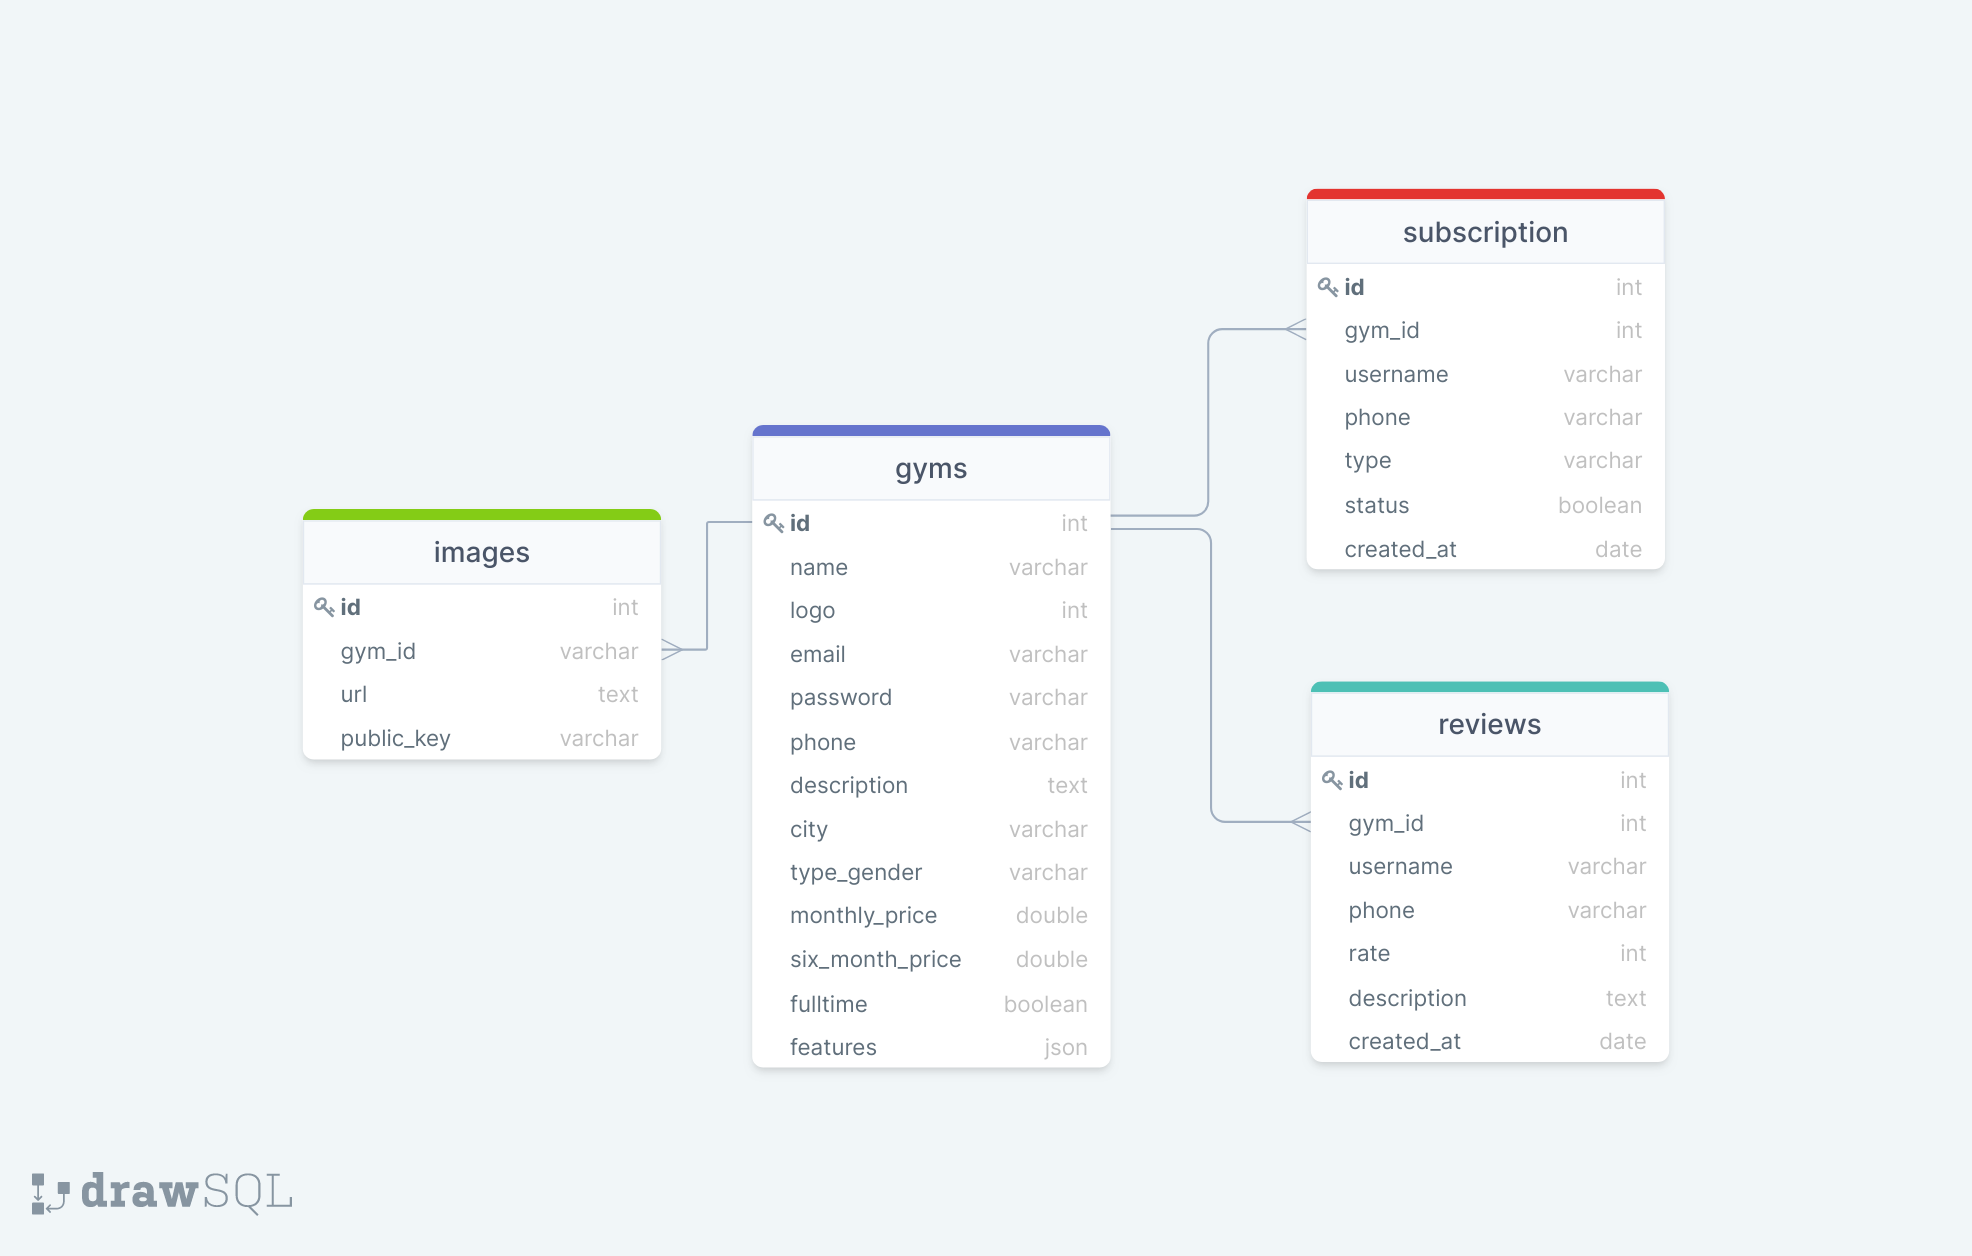 images
id int
gym_id varchar
url text
public_key varchar
gyms
id int
name varchar
logo int
email varchar
password varchar
phone varchar
description text
city varchar
type_gender varchar
monthly_price double
six_month_price double
fulltime boolean
features json
subscription
id int
gym_id int
username varchar
phone varchar
type varchar
status boolean
created_at date
reviews
id int
gym_id int
username varchar
phone varchar
rate int
description text
created_at date
drawSQL